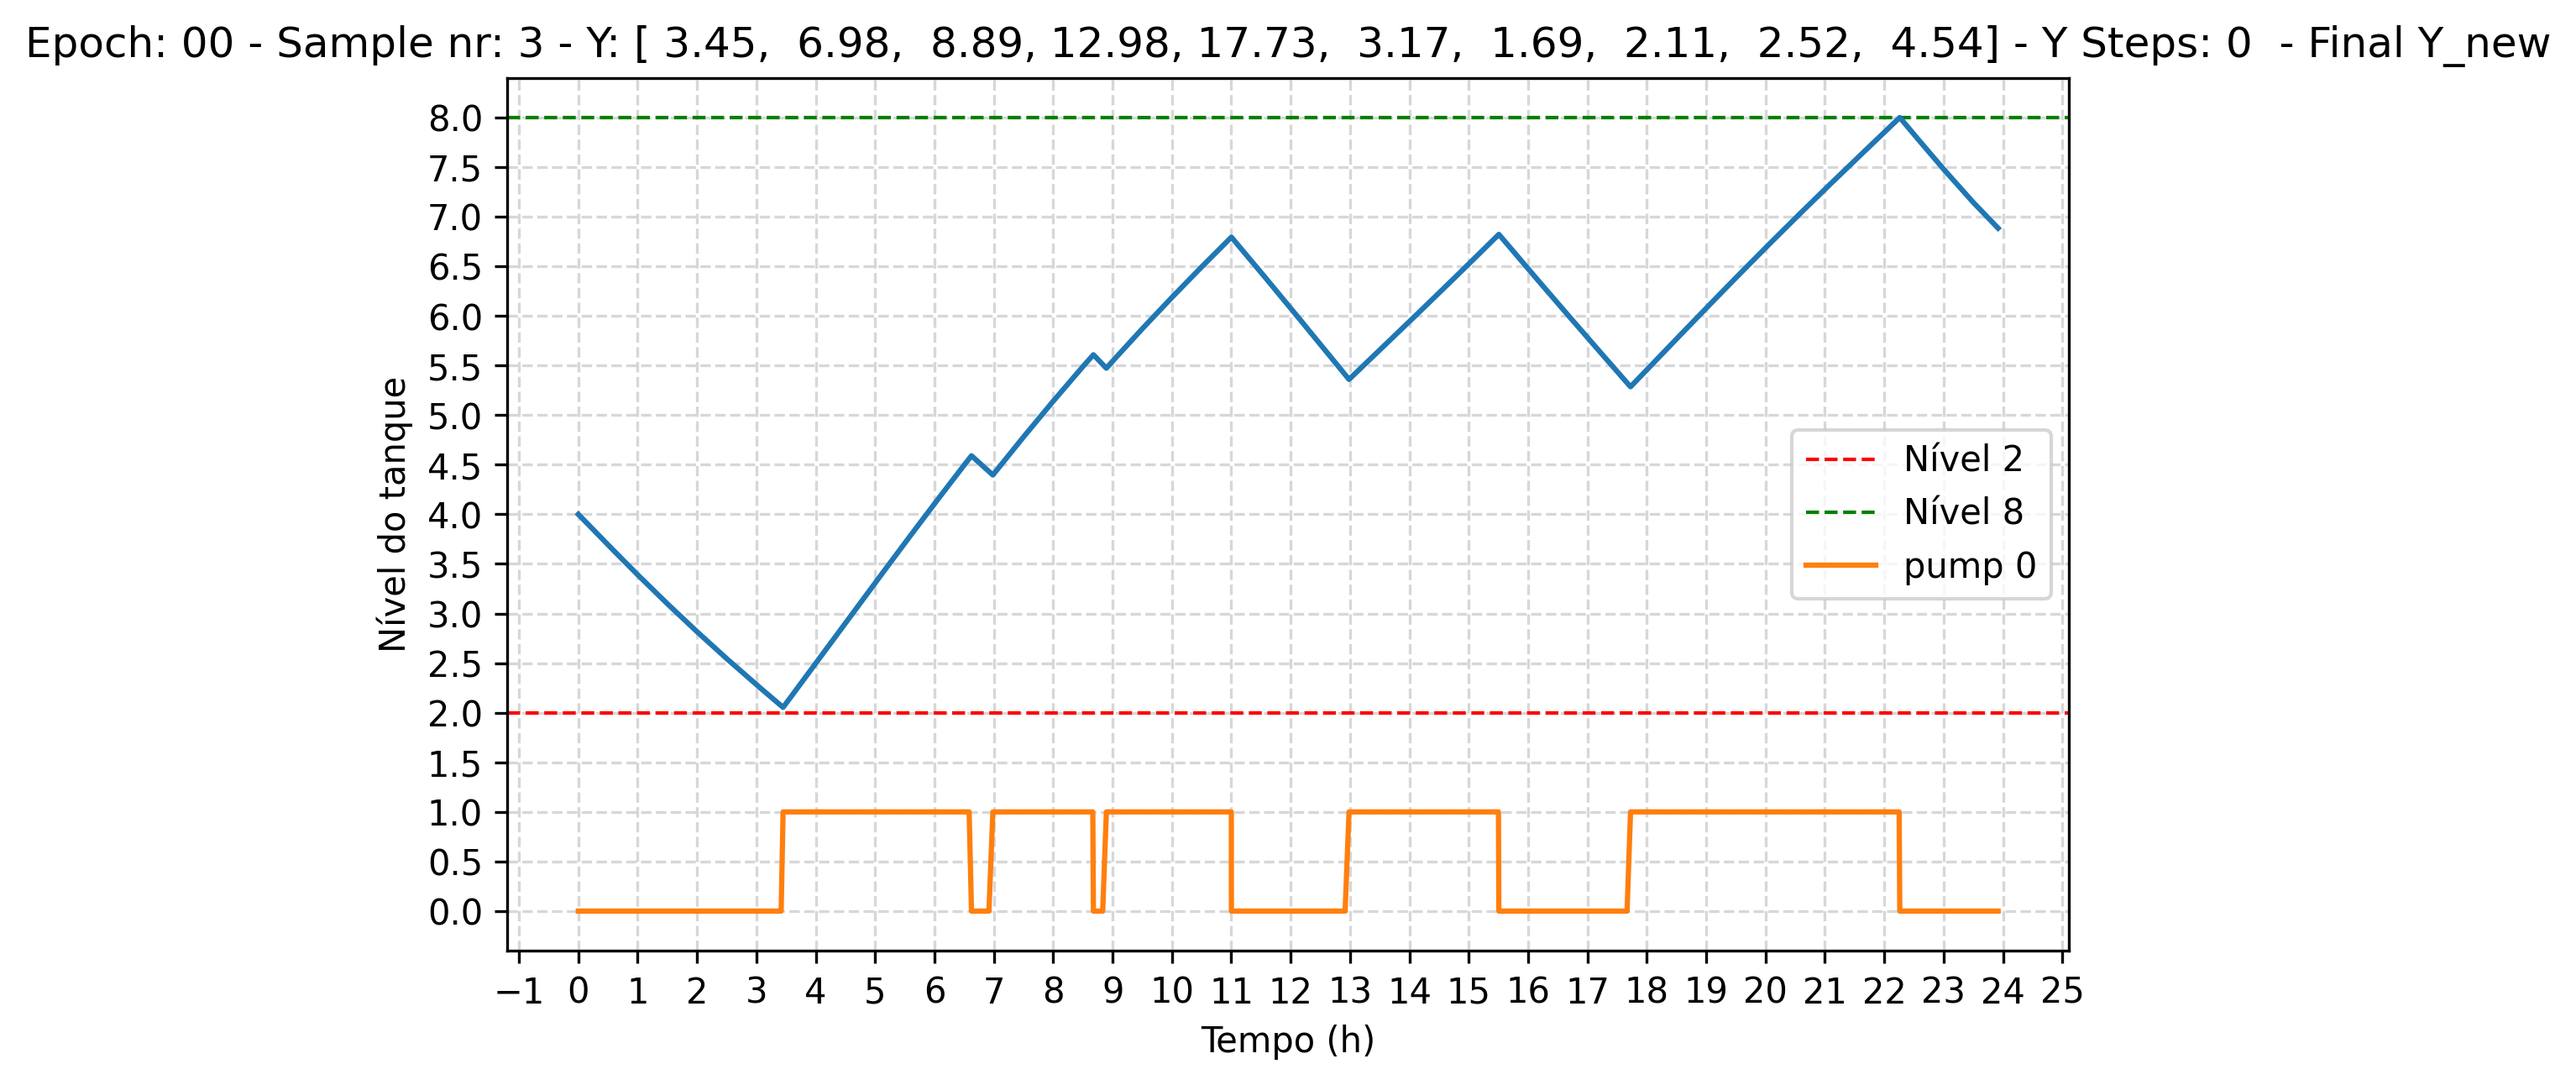 Epoch: 00 - Sample nr: 3 - Y: [ 3.45,  6.98,  8.89, 12.98, 17.73,  3.17,  1.69,  2.11,  2.52,  4.54] - Y Steps: 0  - Final Y_new
8.0
7.5
7.0
6.5
6.0
5.5
5.0
4.5
4.0
3.5
3.0
2.5
2.0
1.5
1.0
0.5
0.0
Nível do tanque
Nível 2
Nível 8
pump 0
−1 0 1 2 3 4 5 6 7 8 9 10 11 12 13 14 15 16 17 18 19 20 21 22 23 24 25
Tempo (h)